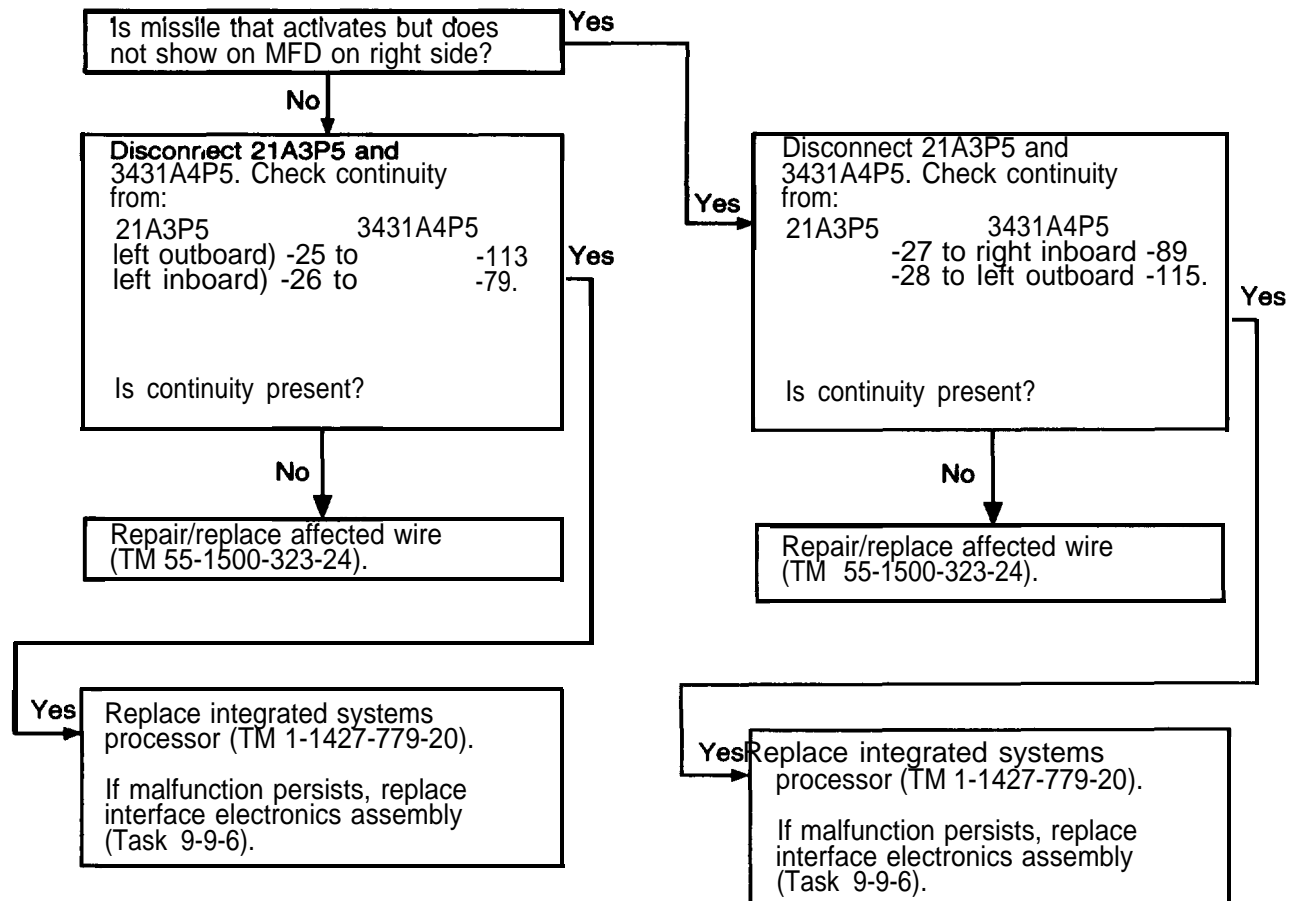 Is missile that activates but does
not show on MFD on right side?
Yes
No
Disconnect 21A3P5 and
3431A4P5. Check continuity
from:
21A3P5 3431A4P5
left outboard) -25 to -113
left inboard) -26 to -79.
Is continuity present?
Yes
No
Repair/replace affected wire
(TM 55-1500-323-24).
Yes
Replace integrated systems
processor (TM 1-1427-779-20).
If malfunction persists, replace
interface electronics assembly
(Task 9-9-6).
Yes
Disconnect 21A3P5 and
3431A4P5. Check continuity
from:
21A3P5 3431A4P5
-27 to right inboard -89
-28 to left outboard -115.
Is continuity present?
Yes
No
Repair/replace affected wire
(TM 55-1500-323-24).
Yes
Replace integrated systems
processor (TM 1-1427-779-20).
If malfunction persists, replace
interface electronics assembly
(Task 9-9-6).